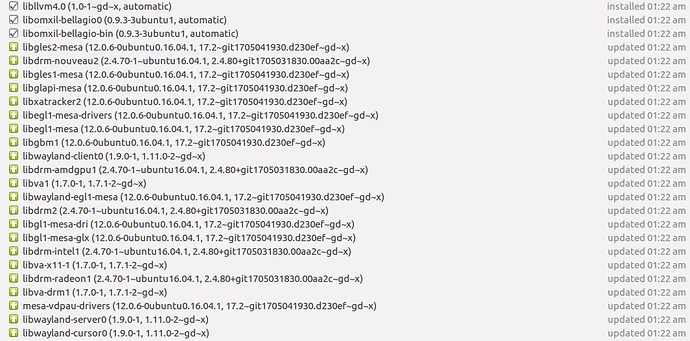 libllvm4.0 (1.0-1~gd~x, automatic) installed 01:22 am
libomxil-bellagio0 (0.9.3-3ubuntu1, automatic) installed 01:22 am
libomxil-bellagio-bin (0.9.3-3ubuntu1, automatic) installed 01:22 am
libgles2-mesa (12.0.6-0ubuntu0.16.04.1, 17.2~git1705041930.d230ef~gd~x) updated 01:22 am
libdrm-nouveau2 (2.4.70-1~ubuntu16.04.1, 2.4.80+git1705031830.00aa2c~gd~x) updated 01:22 am
libgles1-mesa (12.0.6-0ubuntu0.16.04.1, 17.2~git1705041930.d230ef~gd~x) updated 01:22 am
libglapi-mesa (12.0.6-0ubuntu0.16.04.1, 17.2~git1705041930.d230ef~gd~x) updated 01:22 am
libxatracker2 (12.0.6-0ubuntu0.16.04.1, 17.2~git1705041930.d230ef~gd~x) updated 01:22 am
libegl1-mesa-drivers (12.0.6-0ubuntu0.16.04.1, 17.2~git1705041930.d230ef~gd~x) updated 01:22 am
libegl1-mesa (12.0.6-0ubuntu0.16.04.1, 17.2~git1705041930.d230ef~gd~x) updated 01:22 am
libgbm1 (12.0.6-0ubuntu0.16.04.1, 17.2~git1705041930.d230ef~gd~x) updated 01:22 am
libwayland-client0 (1.9.0-1, 1.11.0-2~gd~x) updated 01:22 am
libdrm-amdgpu1 (2.4.70-1~ubuntu16.04.1, 2.4.80+git1705031830.00aa2c~gd~x) updated 01:22 am
libva1 (1.7.0-1, 1.7.1-2~gd~x) updated 01:22 am
libwayland-egl1-mesa (12.0.6-0ubuntu0.16.04.1, 17.2~git1705041930.d230ef~gd~x) updated 01:22 am
libdrm2 (2.4.70-1~ubuntu16.04.1, 2.4.80+git1705031830.00aa2c~gd~x) updated 01:22 am
libgl1-mesa-dri (12.0.6-0ubuntu0.16.04.1, 17.2~git1705041930.d230ef~gd~x) updated 01:22 am
libgl1-mesa-glx (12.0.6-0ubuntu0.16.04.1, 17.2~git1705041930.d230ef~gd~x) updated 01:22 am
libdrm-intel1 (2.4.70-1~ubuntu16.04.1, 2.4.80+git1705031830.00aa2c~gd~x) updated 01:22 am
libva-x11-1 (1.7.0-1, 1.7.1-2~gd~x) updated 01:22 am
libdrm-radeon1 (2.4.70-1~ubuntu16.04.1, 2.4.80+git1705031830.00aa2c~gd~x) updated 01:22 am
libva-drm1 (1.7.0-1, 1.7.1-2~gd~x) updated 01:22 am
mesa-vdpau-drivers (12.0.6-0ubuntu0.16.04.1, 17.2~git1705041930.d230ef~gd~x) updated 01:22 am
libwayland-server0 (1.9.0-1, 1.11.0-2~gd~x) updated 01:22 am
libwayland-cursor0 (1.9.0-1, 1.11.0-2~gd~x) updated 01:22 am